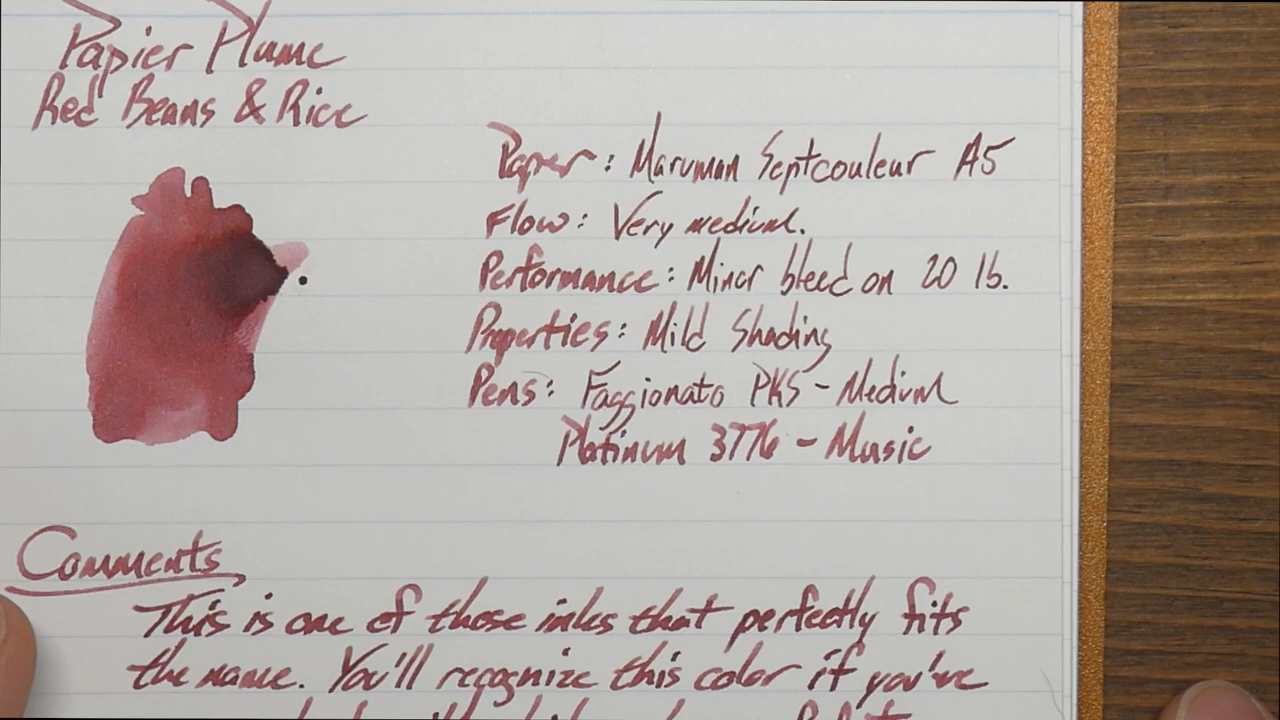 Papier Plume
Red Beans & Rice
Paper: Maruman Septcouleur A5
Flow: Very medium.
Performance: Minor bleed on 20 lb.
Properties: Mild Shading
Pens: Faggionato PKS - Medium
Platinum 3776 - Music
Comments
This is one of those inks that perfectly fits
the name. You'll recognize this color if you've